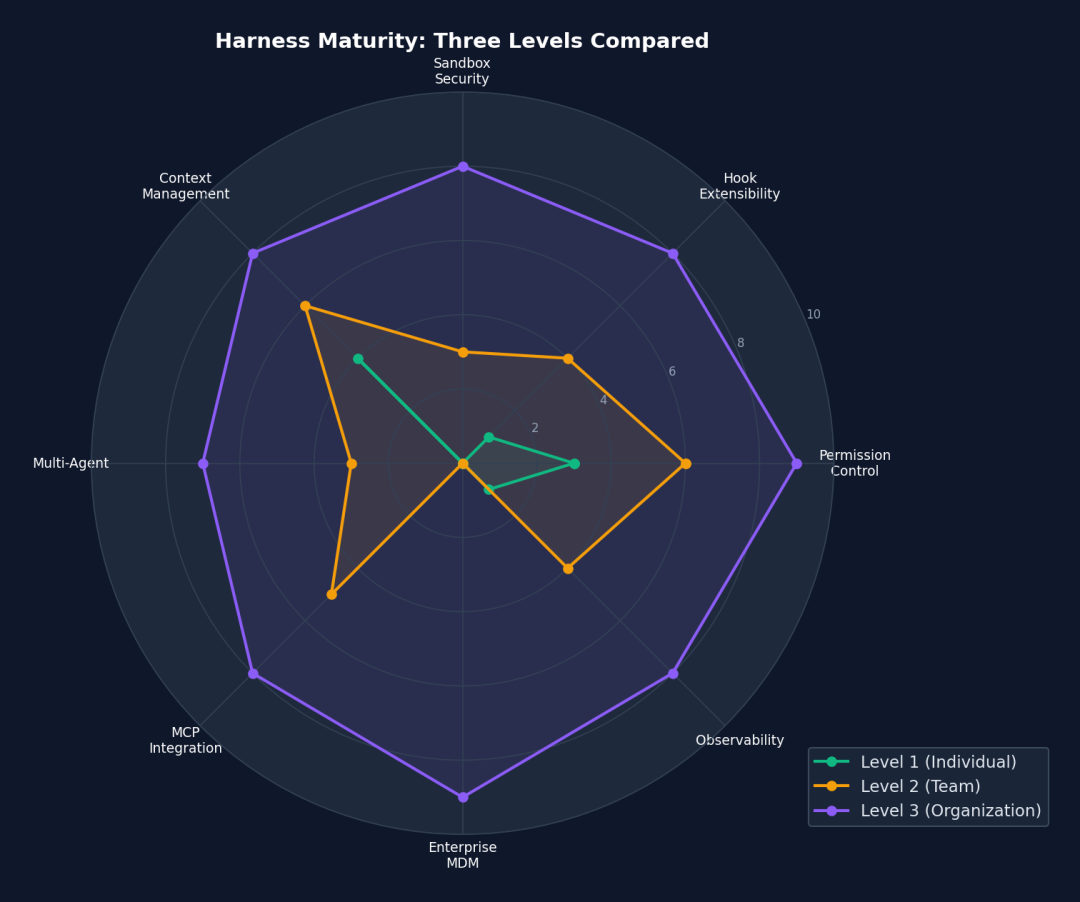 Harness Maturity: Three Levels Compared
Sandbox
Security
Context
Management
Hook
Extensibility
10
8
6
4
2
Multi-Agent
Permission
Control
MCP
Integration
Observability
Enterprise
MDM
Level 1 (Individual)
Level 2 (Team)
Level 3 (Organization)